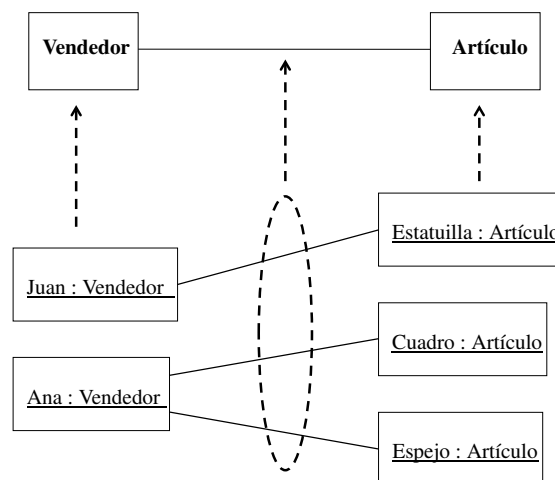 Vendedor
Artículo
Estatuilla : Artículo
Juan : Vendedor
Cuadro : Artículo
Ana : Vendedor
Espejo : Artículo